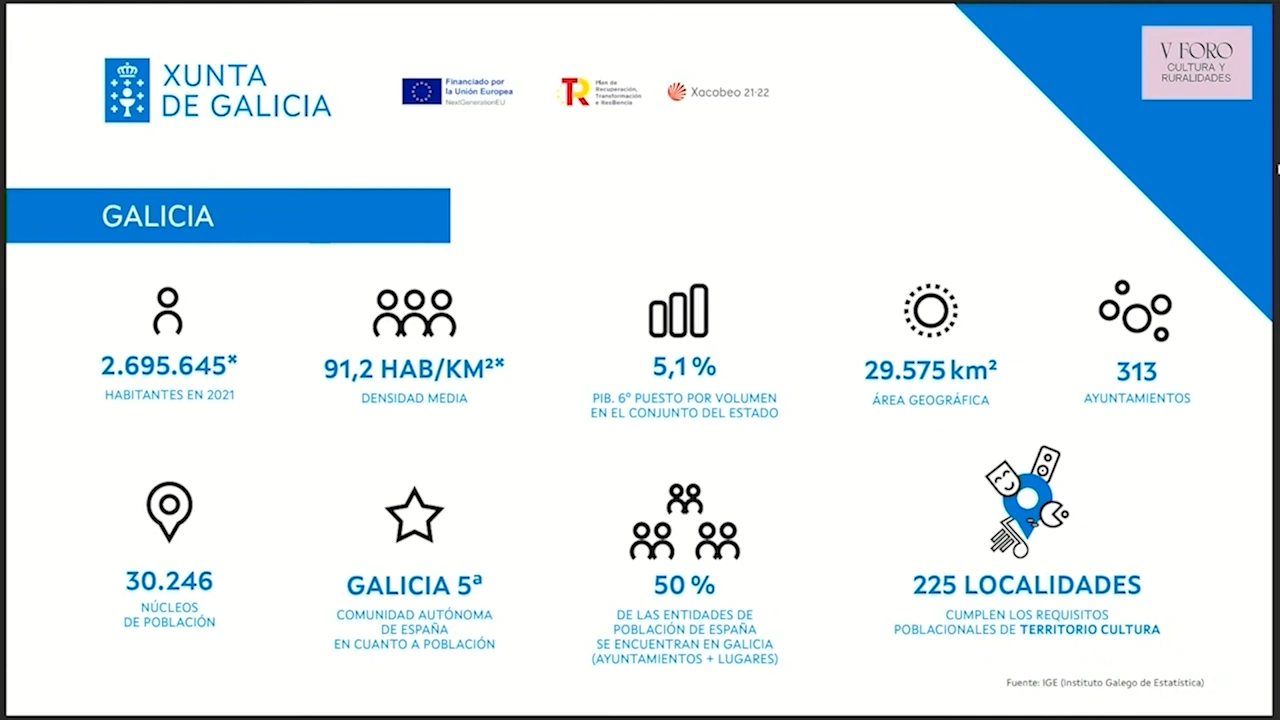 XUNTA
DE GALICIA
Financiado por
la Unión Europea
NextGenerationEU
TR
Plan de
Recuperación,
Transformación
e Resiliencia
Xacobeo 21·22
V FORO
CULTURA Y
RURALIDADES
GALICIA
2.695.645*
HABITANTES EN 2021
91,2 HAB/KM²*
DENSIDAD MEDIA
5,1 %
PIB. 6º PUESTO POR VOLUMEN
EN EL CONJUNTO DEL ESTADO
29.575 km²
ÁREA GEOGRÁFICA
313
AYUNTAMIENTOS
30.246
NÚCLEOS
DE POBLACIÓN
GALICIA 5ª
COMUNIDAD AUTÓNOMA
DE ESPAÑA
EN CUANTO A POBLACIÓN
50 %
DE LAS ENTIDADES DE
POBLACIÓN DE ESPAÑA
SE ENCUENTRAN EN GALICIA
(AYUNTAMIENTOS + LUGARES)
225 LOCALIDADES
CUMPLEN LOS REQUISITOS
POBLACIONALES DE TERRITORIO CULTURA
Fuente: IGE (Instituto Galego de Estatística)